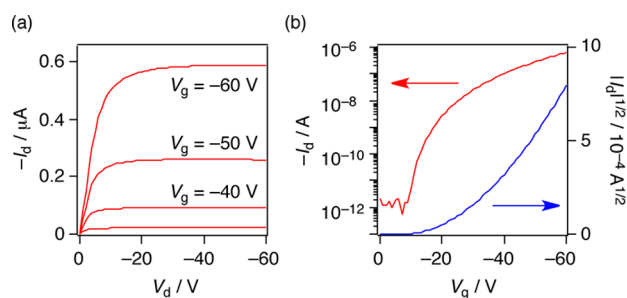 (a)
0.6
0.4
0.2
0
−I_d / μA
V_g = −60 V
V_g = −50 V
V_g = −40 V
0 −20 −40 −60
V_d / V
(b)
10^−6
10^−8
10^−10
10^−12
−I_d / A
10
5
0
|I_d|^1/2 / 10^−4 A^1/2
0 −20 −40 −60
V_g / V